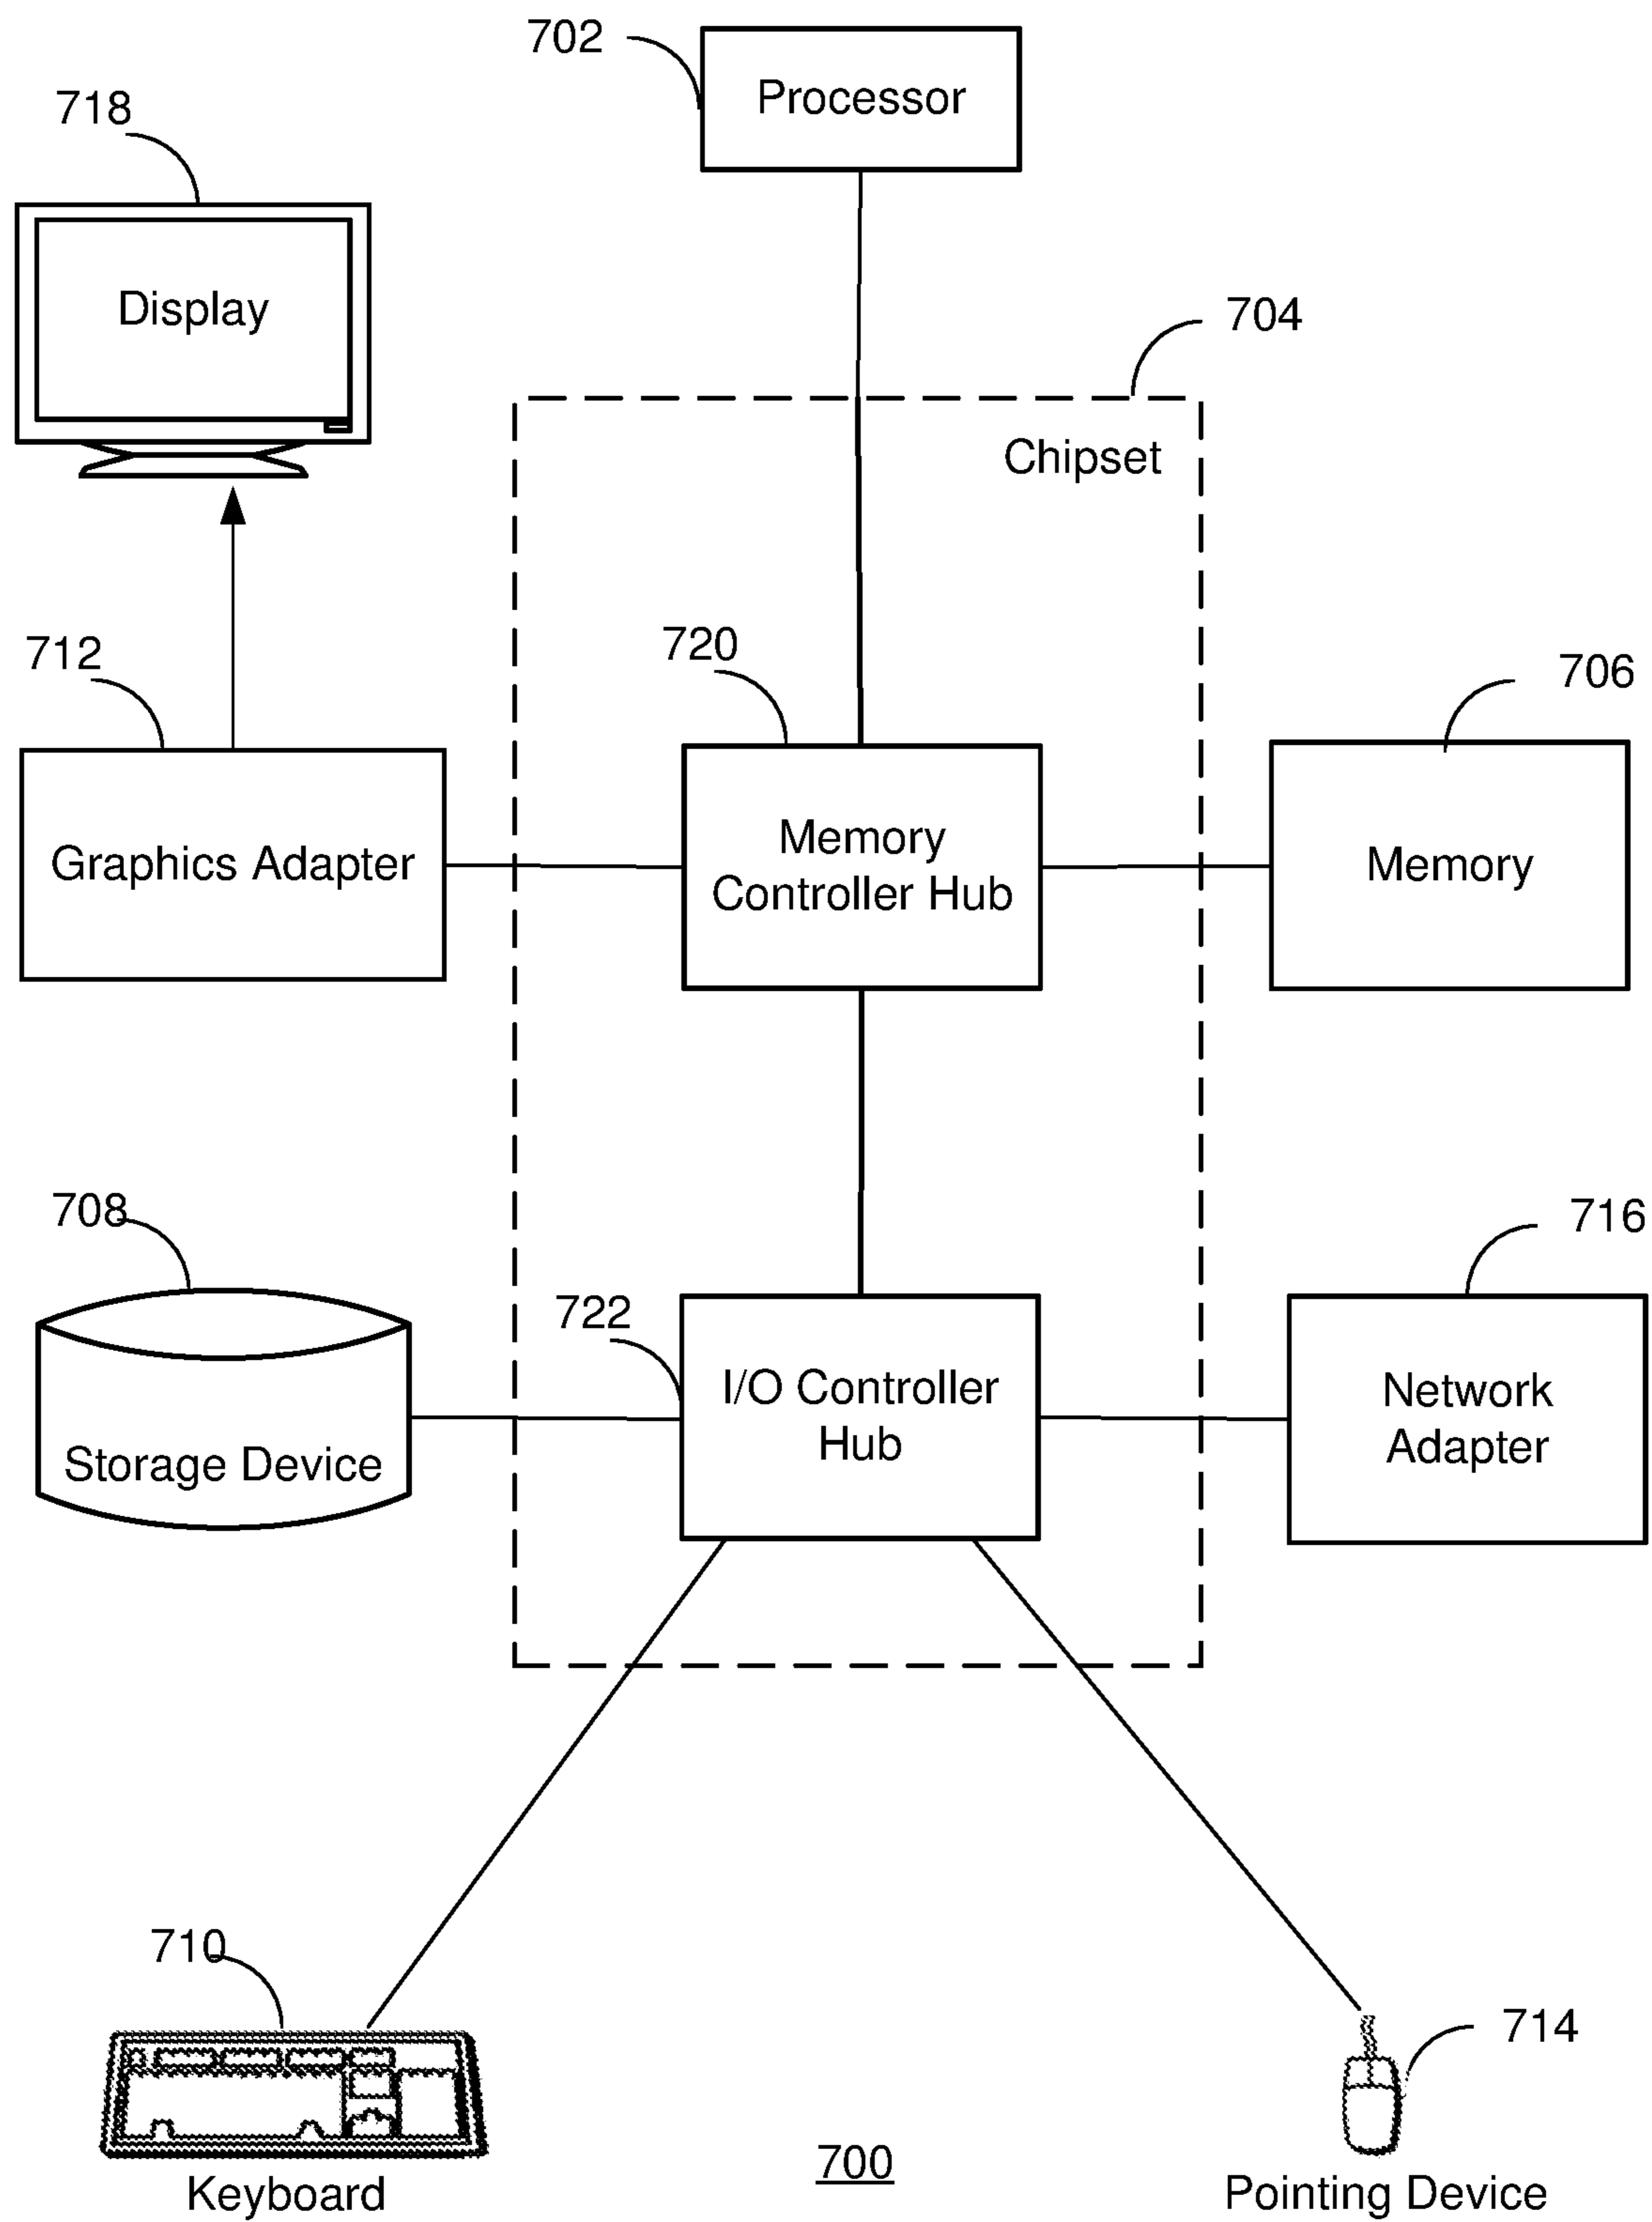 702
Processor
718
Display
704
Chipset
712
720
706
Graphics Adapter
Memory
Controller Hub
Memory
708
716
722
Storage Device
I/O Controller
Hub
Network
Adapter
710
714
Keyboard
700
Pointing Device